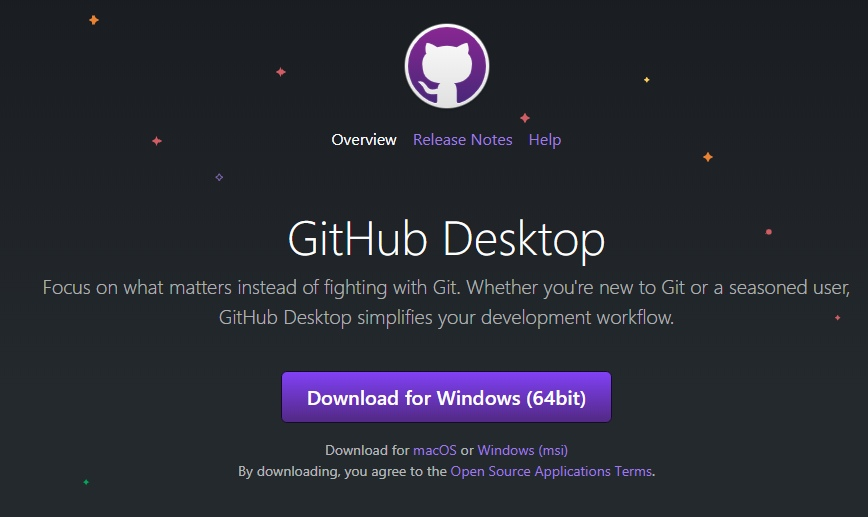 Overview Release Notes Help
GitHub Desktop
Focus on what matters instead of fighting with Git. Whether you're new to Git or a seasoned user,
GitHub Desktop simplifies your development workflow.
Download for Windows (64bit)
Download for macOS or Windows (msi)
By downloading, you agree to the Open Source Applications Terms.